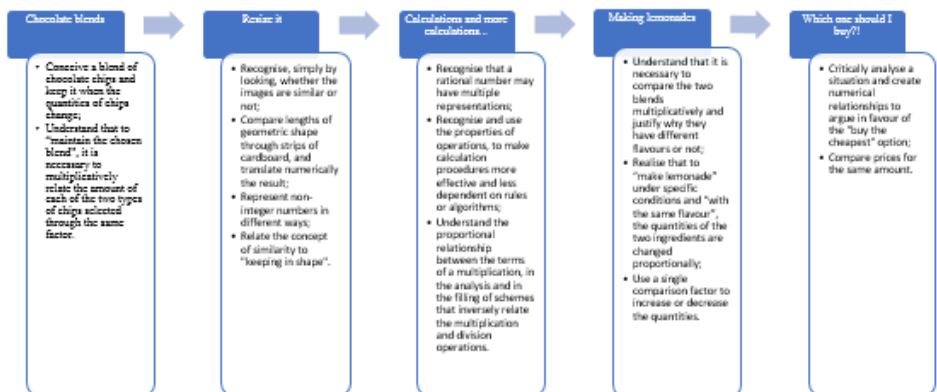 Chocolate blends
• Conceive a blend of
chocolate chips and
keep it when the
quantities of chips
change;
• Understand that to
"maintain the chosen
blend", it is
necessary to
multiplicatively
relate the amount of
each of the two types
of chips selected
through the same
factor.
Resize it
• Recognise, simply by
looking, whether the
images are similar or
not;
• Compare lengths of
geometric shape
through strips of
cardboard, and
translate numerically
the result;
• Represent non-
integer numbers in
different ways;
• Relate the concept
of similarity to
"keeping in shape".
Calculations and more
calculations...
• Recognise that a
rational number may
have multiple
representations;
• Recognise and use
the properties of
operations, to make
calculation
procedures more
effective and less
dependent on rules
or algorithms;
• Understand the
proportional
relationship
between the terms
of a multiplication, in
the analysis and in
the filling of schemes
that inversely relate
the multiplication
and division
operations.
Making lemonades
• Understand that it is
necessary to
compare the two
blends
multiplicatively and
justify why they
have different
flavours or not;
• Realise that to
"make lemonade"
under specific
conditions and "with
the same flavour",
the quantities of the
two ingredients are
changed
proportionally;
• Use a single
comparison factor to
increase or decrease
the quantities.
Which one should I
buy?!
• Critically analyse a
situation and create
numerical
relationships to
argue in favour of
the "buy the
cheapest" option;
• Compare prices for
the same amount.